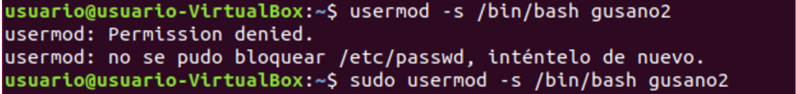 usuario@usuario-VirtualBox:~$ usermod -s /bin/bash gusano2
usermod: Permission denied.
usermod: no se pudo bloquear /etc/passwd, inténtelo de nuevo.
usuario@usuario-VirtualBox:~$ sudo usermod -s /bin/bash gusano2